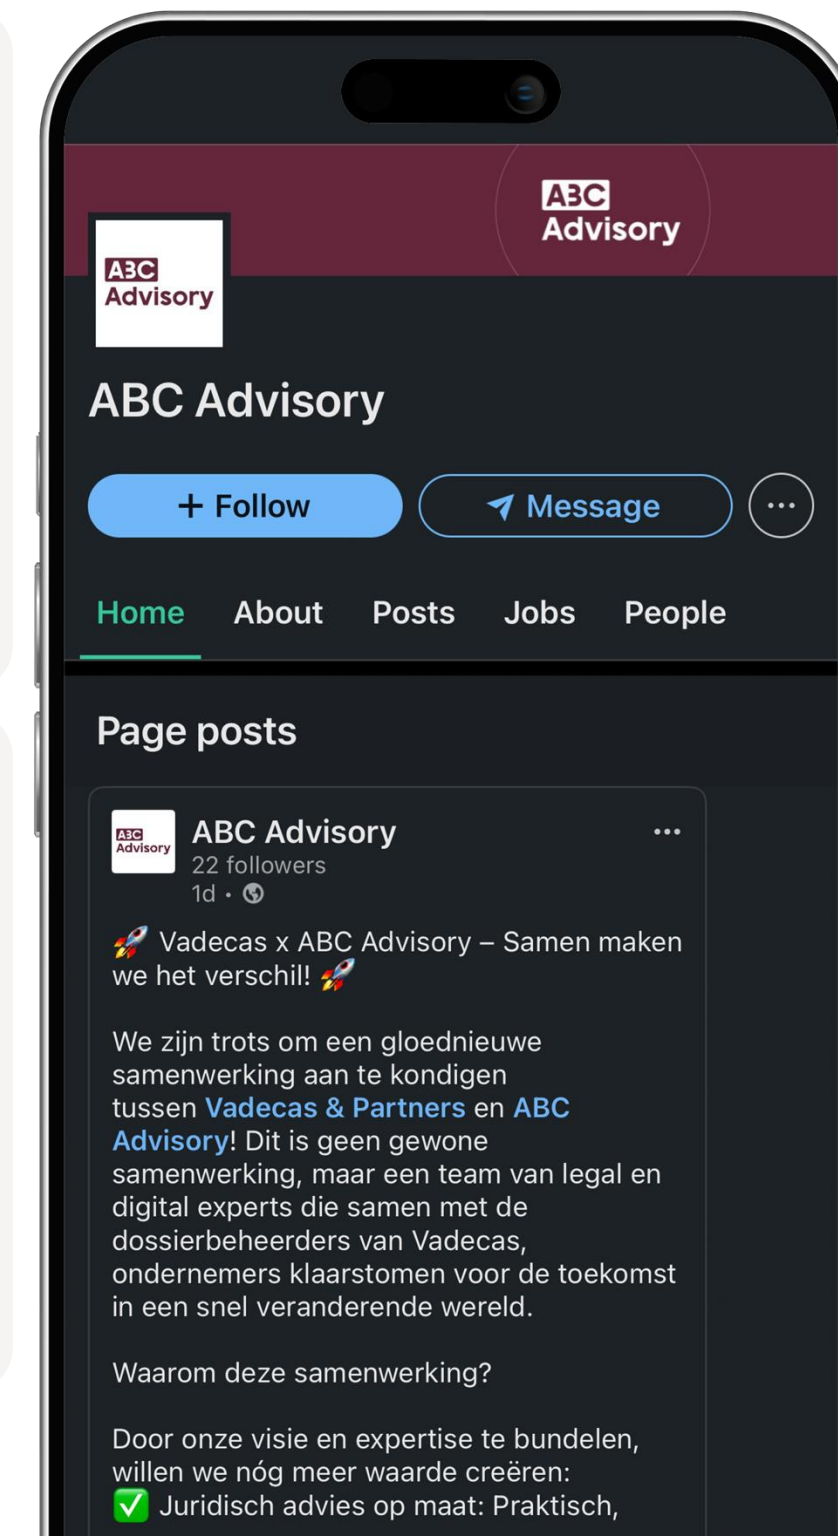 ABC
Advisory
ABC
Advisory
ABC Advisory
+ Follow
Message
Home About Posts Jobs People
Page posts
ABC
Advisory
ABC Advisory
22 followers
1d •
🚀 Vadecas x ABC Advisory – Samen maken
we het verschil! 🚀
We zijn trots om een gloednieuwe
samenwerking aan te kondigen
tussen Vadecas & Partners en ABC
Advisory! Dit is geen gewone
samenwerking, maar een team van legal en
digital experts die samen met de
dossierbeheerders van Vadecas,
ondernemers klaarstomen voor de toekomst
in een snel veranderende wereld.
Waarom deze samenwerking?
Door onze visie en expertise te bundelen,
willen we nóg meer waarde creëren:
✅ Juridisch advies op maat: Praktisch,